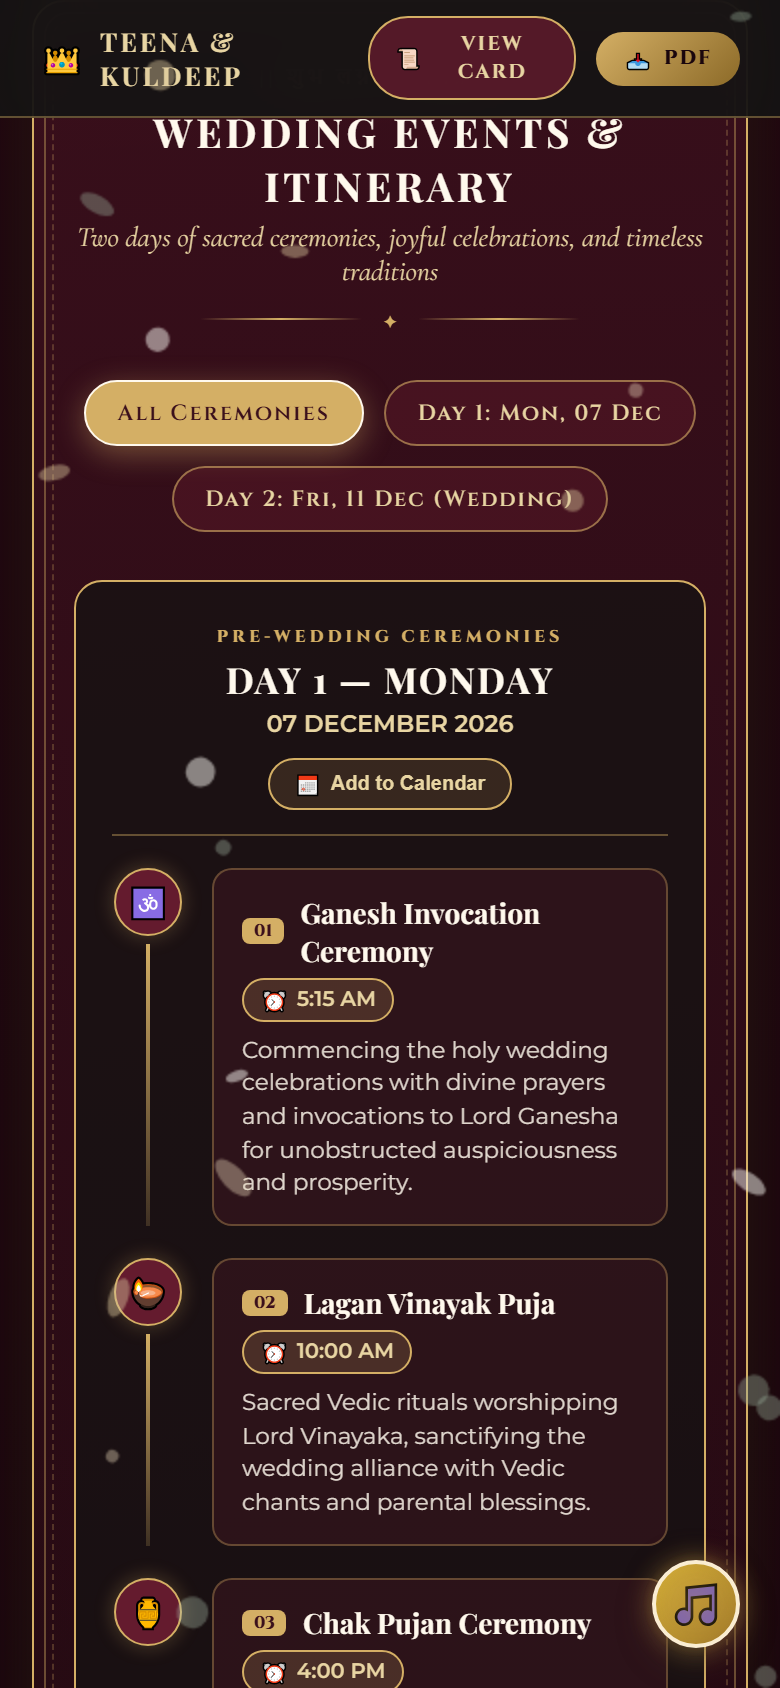 TEENA &
KULDEEP
VIEW
CARD
PDF
WEDDING EVENTS &
ITINERARY
Two days of sacred ceremonies, joyful celebrations, and timeless
traditions
All Ceremonies
Day 1: Mon, 07 Dec
Day 2: Fri, 11 Dec (Wedding)
PRE-WEDDING CEREMONIES
DAY 1 — MONDAY
07 DECEMBER 2026
Add to Calendar
ॐ
01
Ganesh Invocation
Ceremony
5:15 AM
Commencing the holy wedding
celebrations with divine prayers
and invocations to Lord Ganesha
for unobstructed auspiciousness
and prosperity.
02
Lagan Vinayak Puja
10:00 AM
Sacred Vedic rituals worshipping
Lord Vinayaka, sanctifying the
wedding alliance with Vedic
chants and parental blessings.
03
Chak Pujan Ceremony
4:00 PM